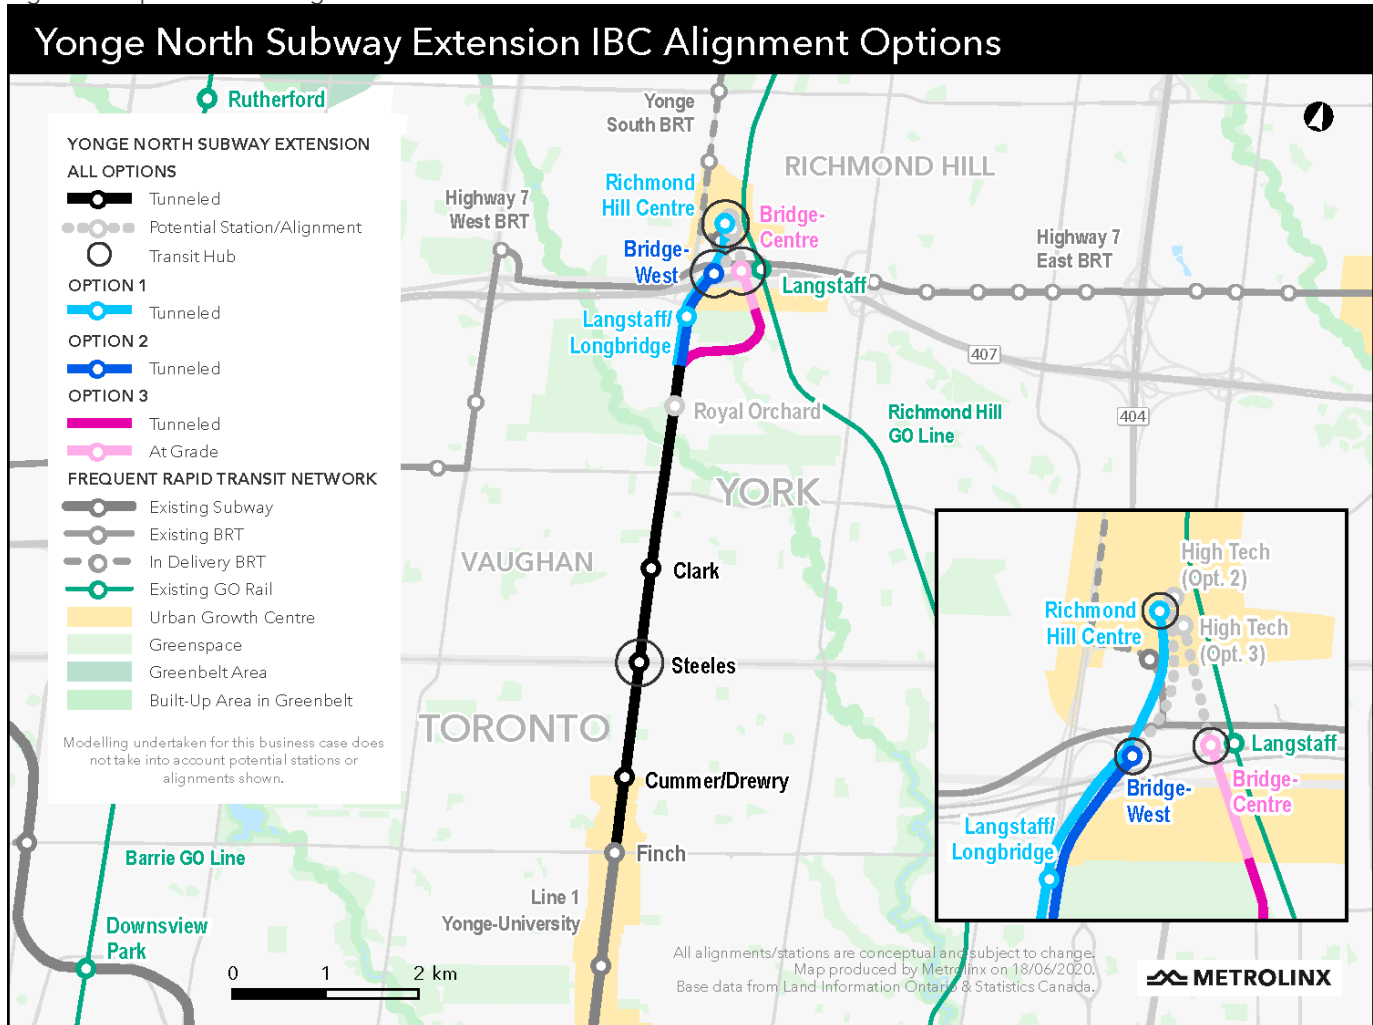 Yonge North Subway Extension IBC Alignment Options
Rutherford
YONGE NORTH SUBWAY EXTENSION
ALL OPTIONS
Tunneled
Potential Station/Alignment
Transit Hub
OPTION 1
Tunneled
OPTION 2
Tunneled
OPTION 3
Tunneled
At Grade
FREQUENT RAPID TRANSIT NETWORK
Existing Subway
Existing BRT
In Delivery BRT
Existing GO Rail
Urban Growth Centre
Greenspace
Greenbelt Area
Built-Up Area in Greenbelt
Modelling undertaken for this business case does
not take into account potential stations or
alignments shown.
Yonge
South BRT
RICHMOND HILL
Richmond
Hill Centre
Highway 7
West BRT
Bridge-
Centre
Bridge-
West
Highway 7
East BRT
Langstaff
Langstaff/
Longbridge
407
Royal Orchard
Richmond Hill
GO Line
404
YORK
VAUGHAN
Clark
Steeles
TORONTO
Cummer/Drewry
Finch
Line 1
Yonge-University
Barrie GO Line
Downsview
Park
0 1 2 km
High Tech
(Opt. 2)
Richmond
Hill Centre
High Tech
(Opt. 3)
Langstaff
Bridge-
West
Bridge-
Centre
Langstaff/
Longbridge
All alignments/stations are conceptual and subject to change.
Map produced by Metrolinx on 18/06/2020.
Base data from Land Information Ontario & Statistics Canada.
METROLINX